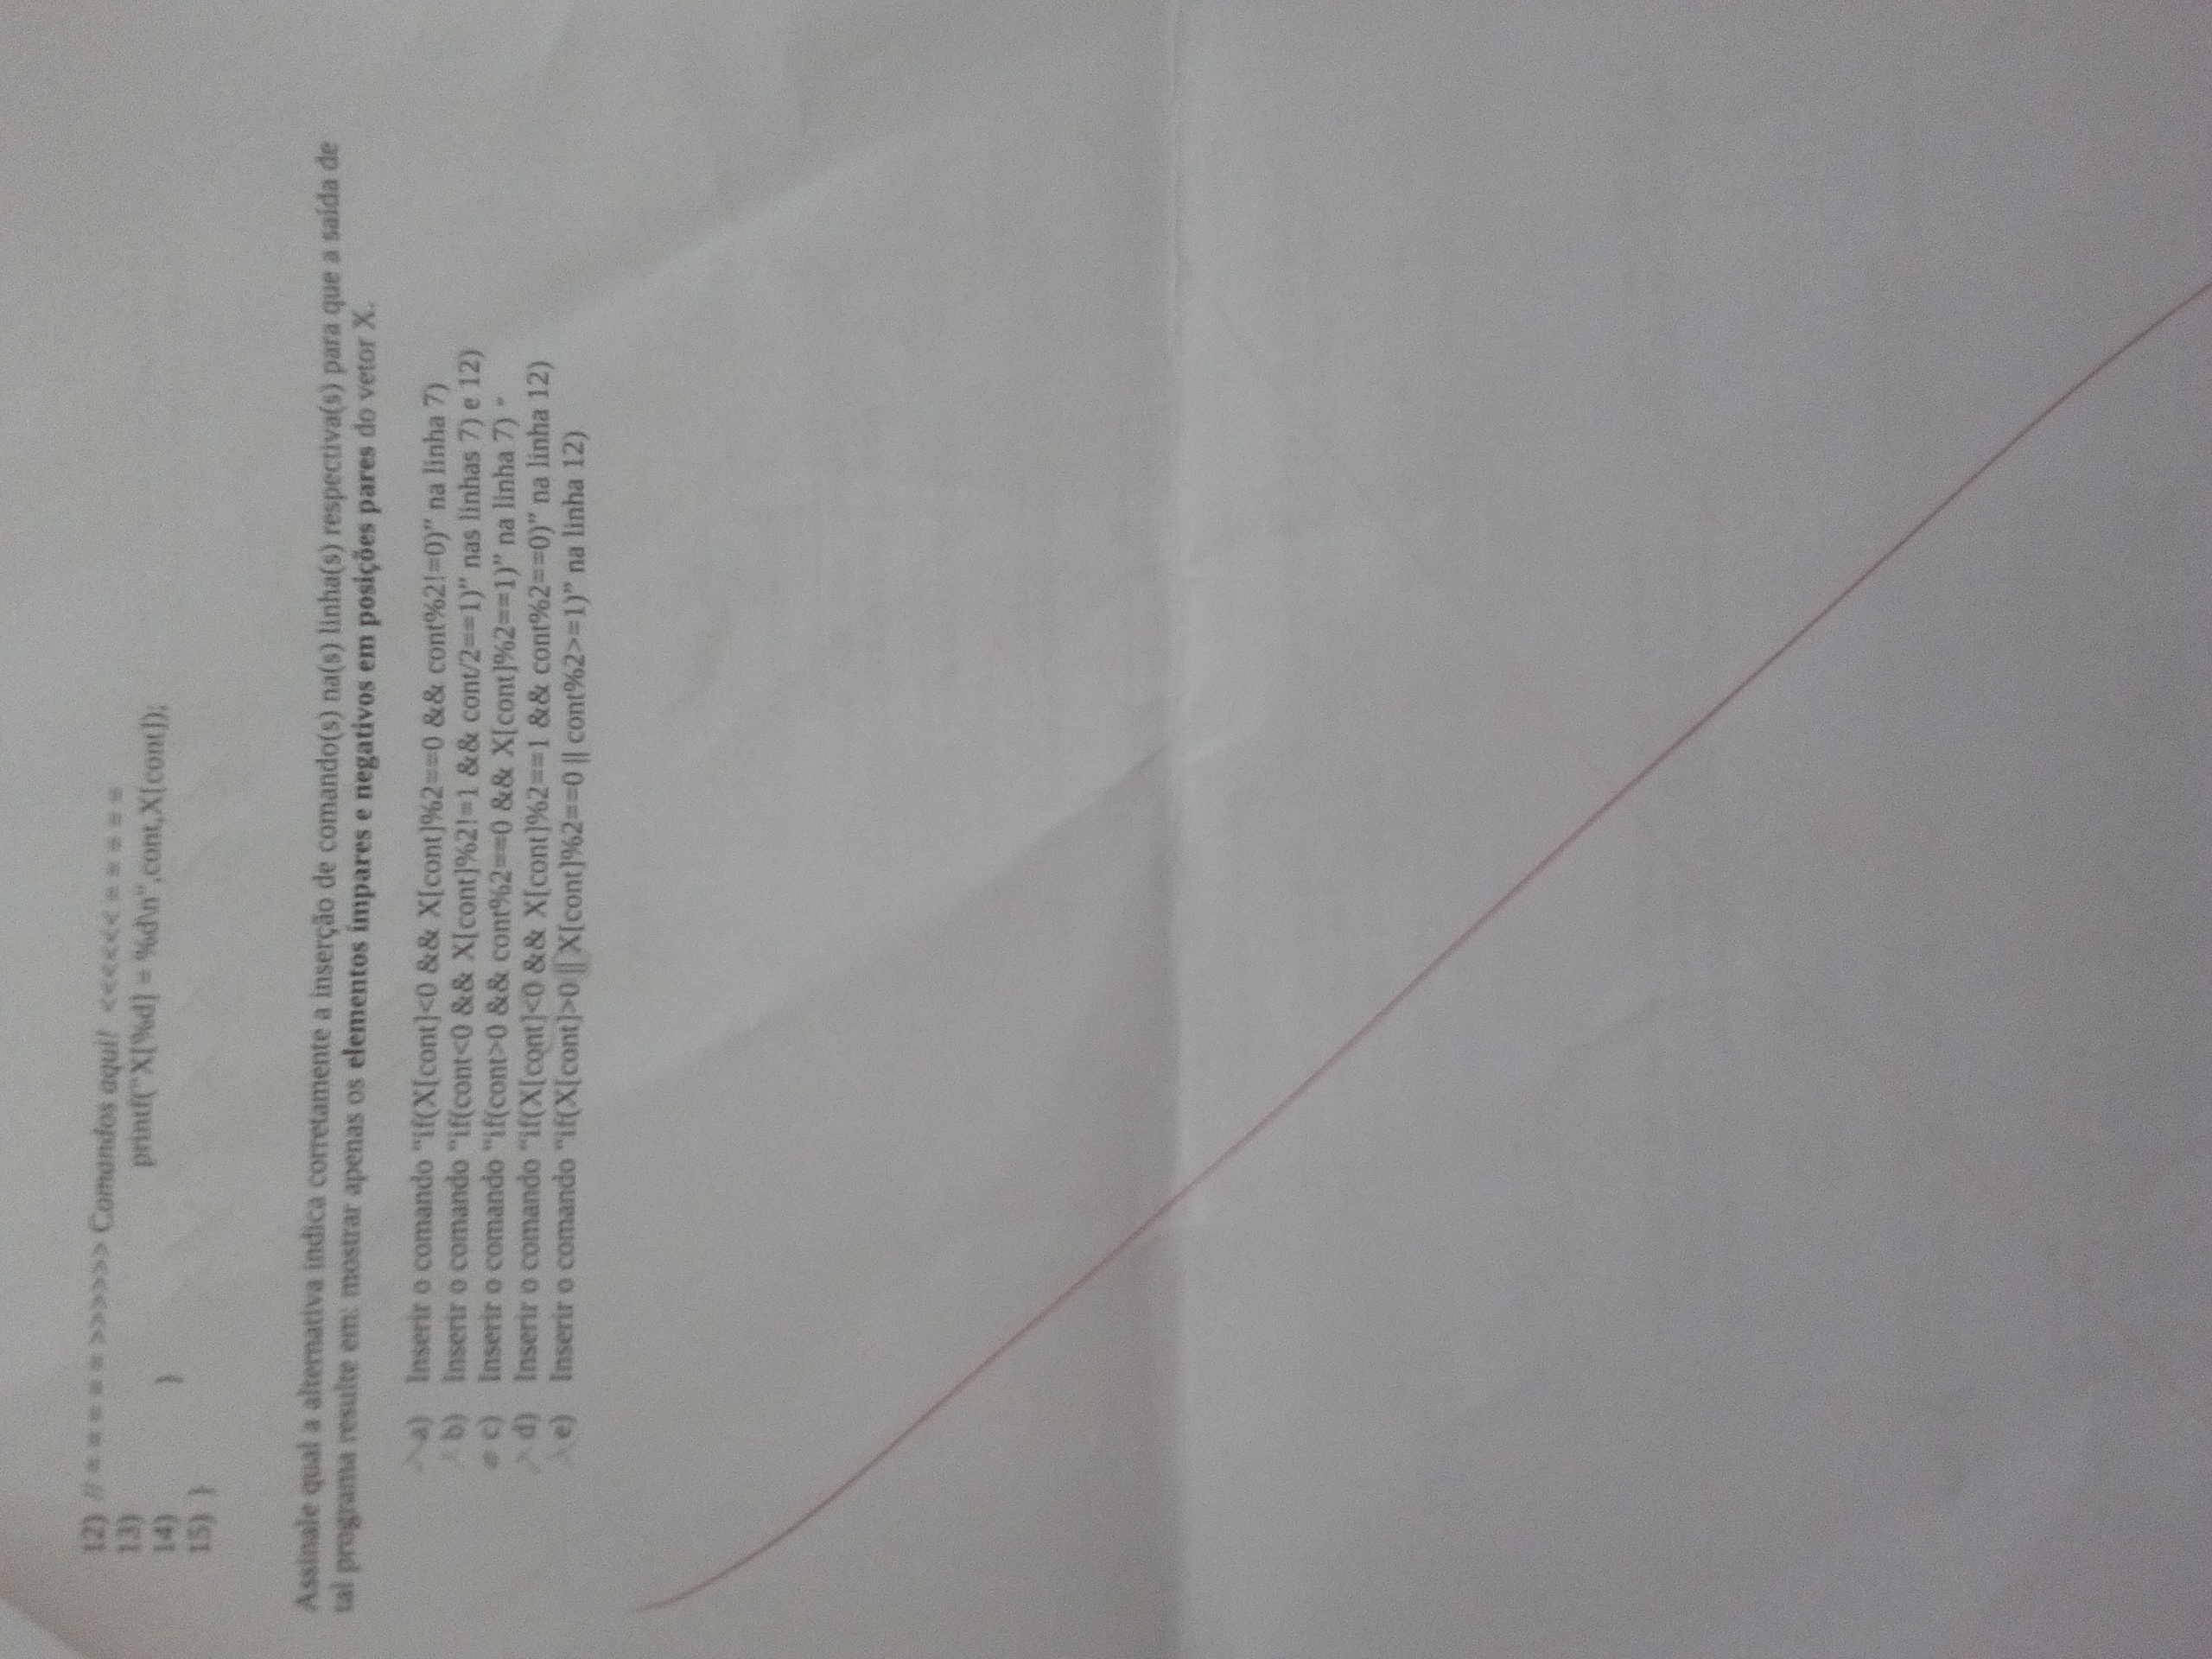 12) // = = = = = >>>>>> Comandos aqui! <<<<<< = = = = =
13) printf("X[%d] = %d\n",cont,X[cont]);
14) }
15) }
Assinale qual a alternativa indica corretamente a inserção de comando(s) na(s) linha(s) respectiva(s) para que a saída de
tal programa resulte em: mostrar apenas os elementos ímpares e negativos em posições pares do vetor X.
a) Inserir o comando “if(X[cont]<0 && X[cont]%2==0 && cont%2!=0)” na linha 7)
b) Inserir o comando “if(cont<0 && X[cont]%2!=1 && cont/2==1)” nas linhas 7) e 12)
c) Inserir o comando “if(cont>0 && cont%2==0 && X[cont]%2==1)” na linha 7)
d) Inserir o comando “if(X[cont]<0 && X[cont]%2==1 && cont%2==0)” na linha 12)
e) Inserir o comando “if(X[cont]>0 || X[cont]%2==0 || cont%2>=1)” na linha 12)